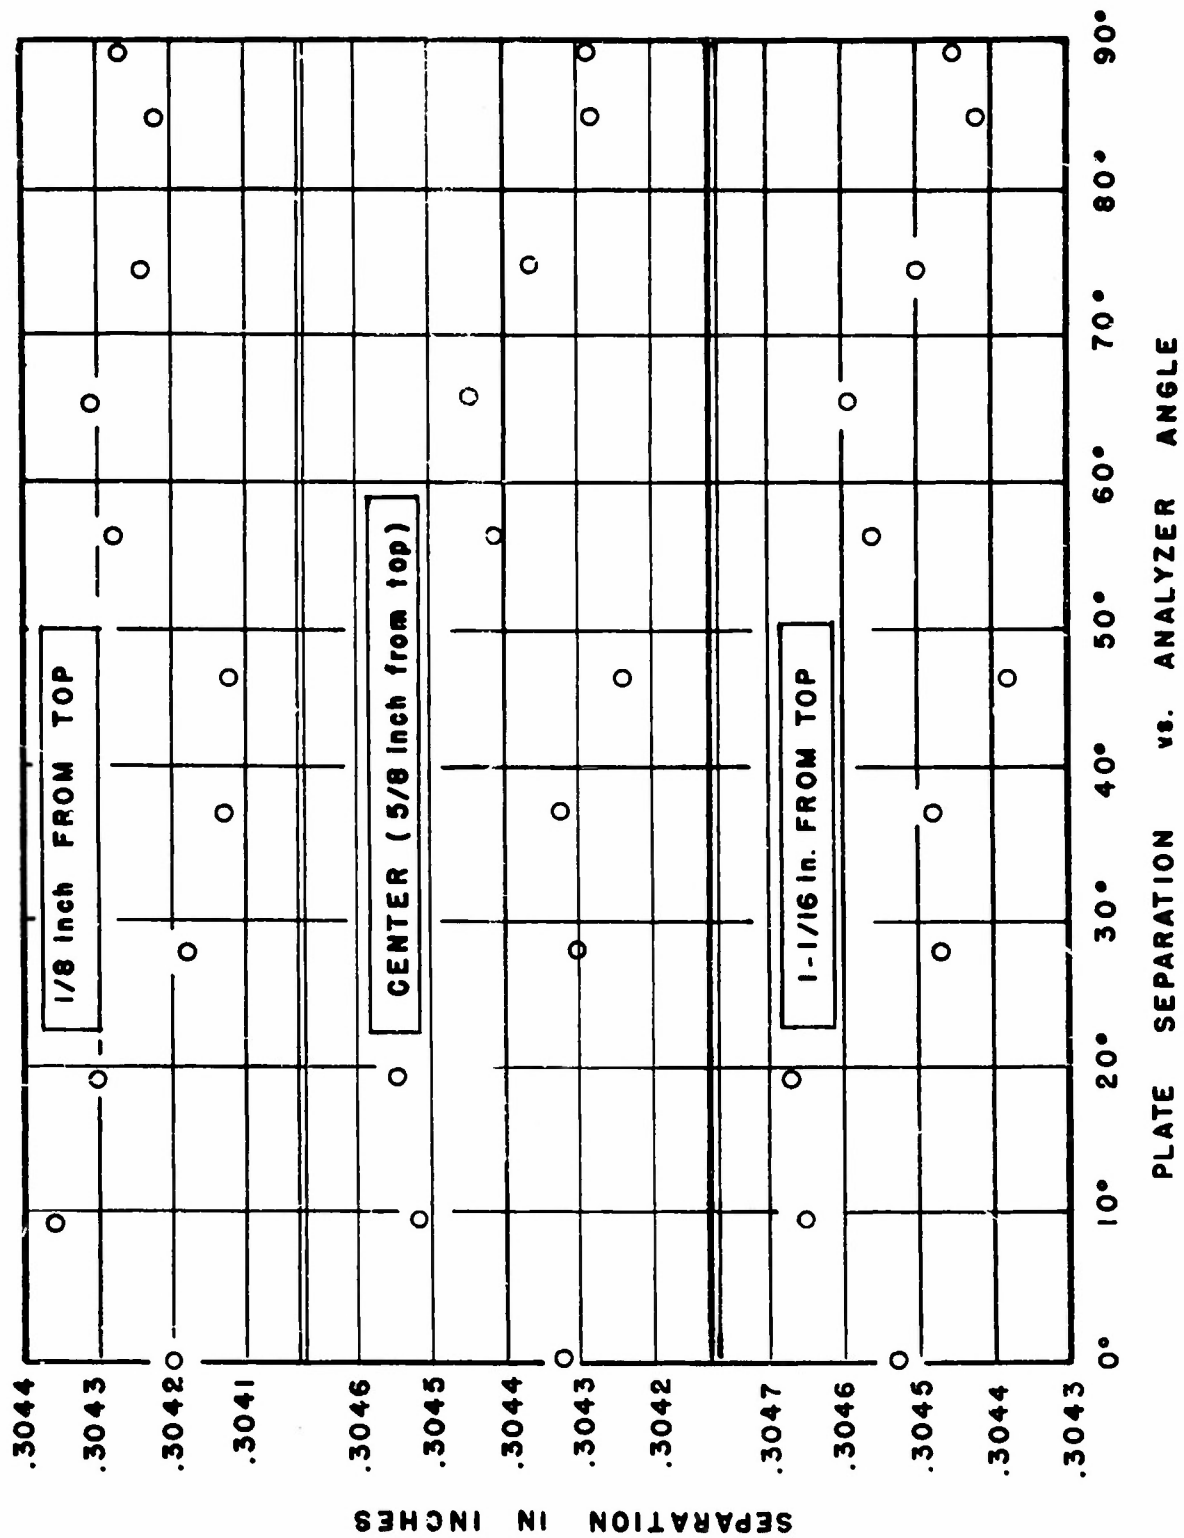 SEPARATION IN INCHES
.3044
.3043
.3042
.3041
.3046
.3045
.3044
.3043
.3042
.3047
.3046
.3045
.3044
.3043
1/8 inch FROM TOP
CENTER (5/8 inch from top)
1-1/16 in. FROM TOP
0° 10° 20° 30° 40° 50° 60° 70° 80° 90°
PLATE SEPARATION vs. ANALYZER ANGLE